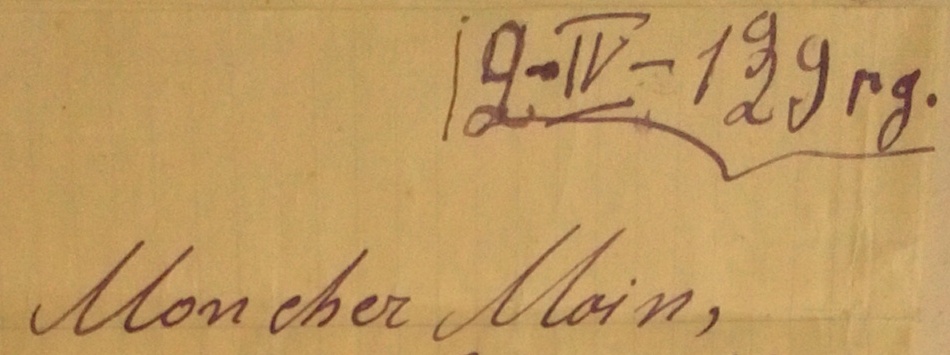 12-IV-1929 rg.
Mon cher Moin,